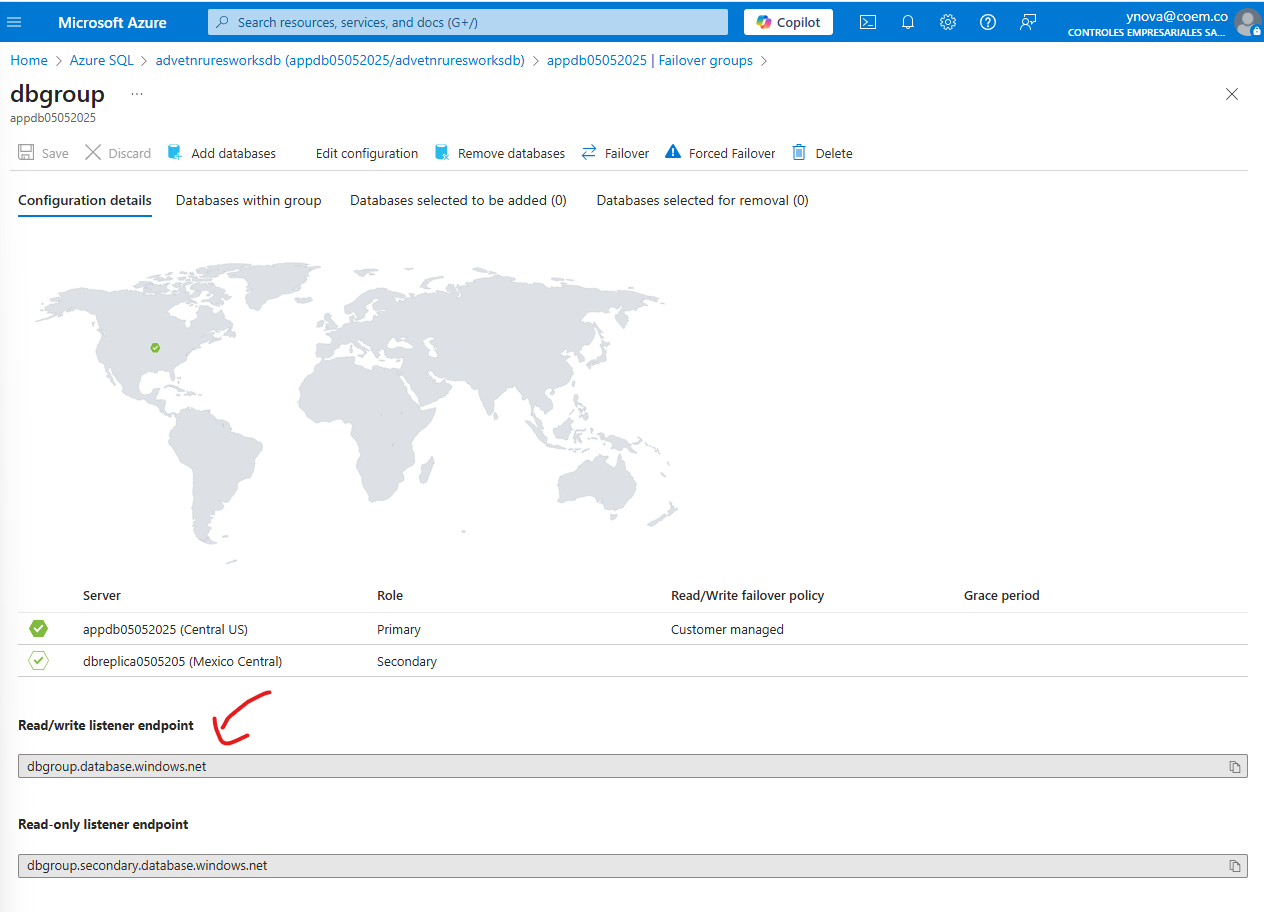 Microsoft Azure
Search resources, services, and docs (G+/)
Copilot
ynova@coem.co
CONTROLES EMPRESARIALES SA...
Home > Azure SQL > advetnruresworksdb (appdb05052025/advetnruresworksdb) > appdb05052025 | Failover groups >
dbgroup ...
appdb05052025
Save Discard Add databases Edit configuration Remove databases Failover Forced Failover Delete
Configuration details Databases within group Databases selected to be added (0) Databases selected for removal (0)
Server Role Read/Write failover policy Grace period
appdb05052025 (Central US) Primary Customer managed
dbreplica0505205 (Mexico Central) Secondary
Read/write listener endpoint
dbgroup.database.windows.net
Read-only listener endpoint
dbgroup.secondary.database.windows.net